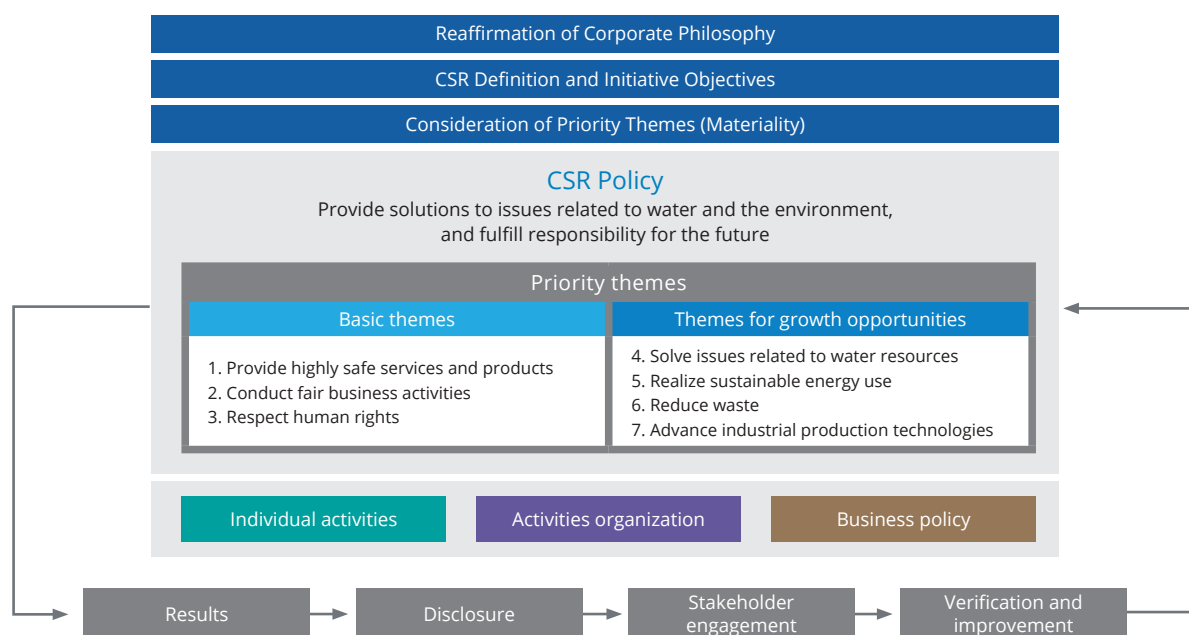 Reaffirmation of Corporate Philosophy
CSR Definition and Initiative Objectives
Consideration of Priority Themes (Materiality)
CSR Policy
Provide solutions to issues related to water and the environment,
and fulfill responsibility for the future
Priority themes
Basic themes
1. Provide highly safe services and products
2. Conduct fair business activities
3. Respect human rights
Themes for growth opportunities
4. Solve issues related to water resources
5. Realize sustainable energy use
6. Reduce waste
7. Advance industrial production technologies
Individual activities
Activities organization
Business policy
Results
Disclosure
Stakeholder
engagement
Verification and
improvement